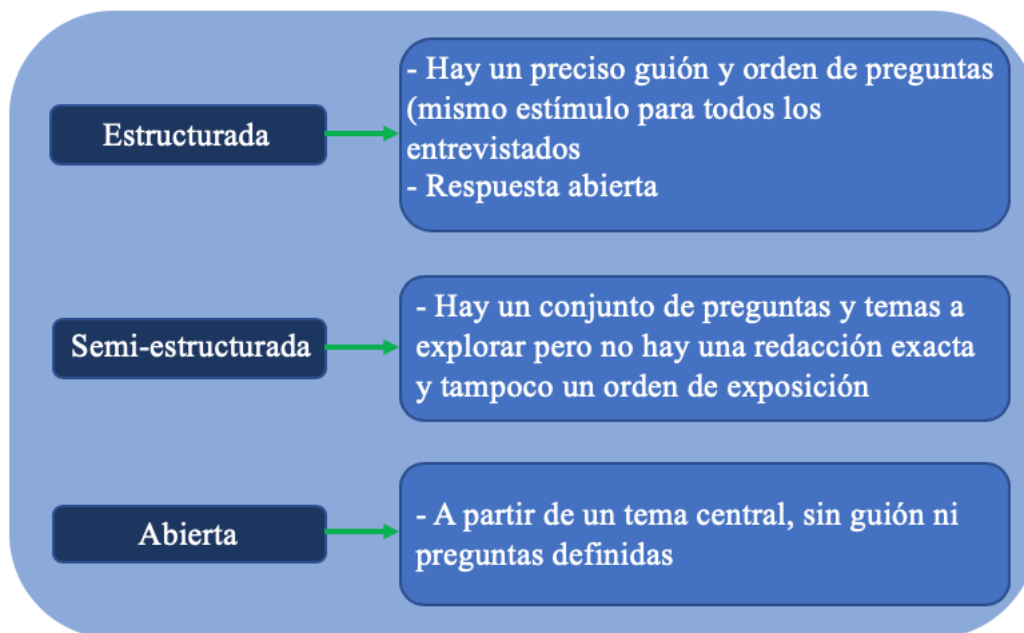 Estructurada
- Hay un preciso guión y orden de preguntas
(mismo estímulo para todos los
entrevistados
- Respuesta abierta
Semi-estructurada
- Hay un conjunto de preguntas y temas a
explorar pero no hay una redacción exacta
y tampoco un orden de exposición
Abierta
- A partir de un tema central, sin guión ni
preguntas definidas